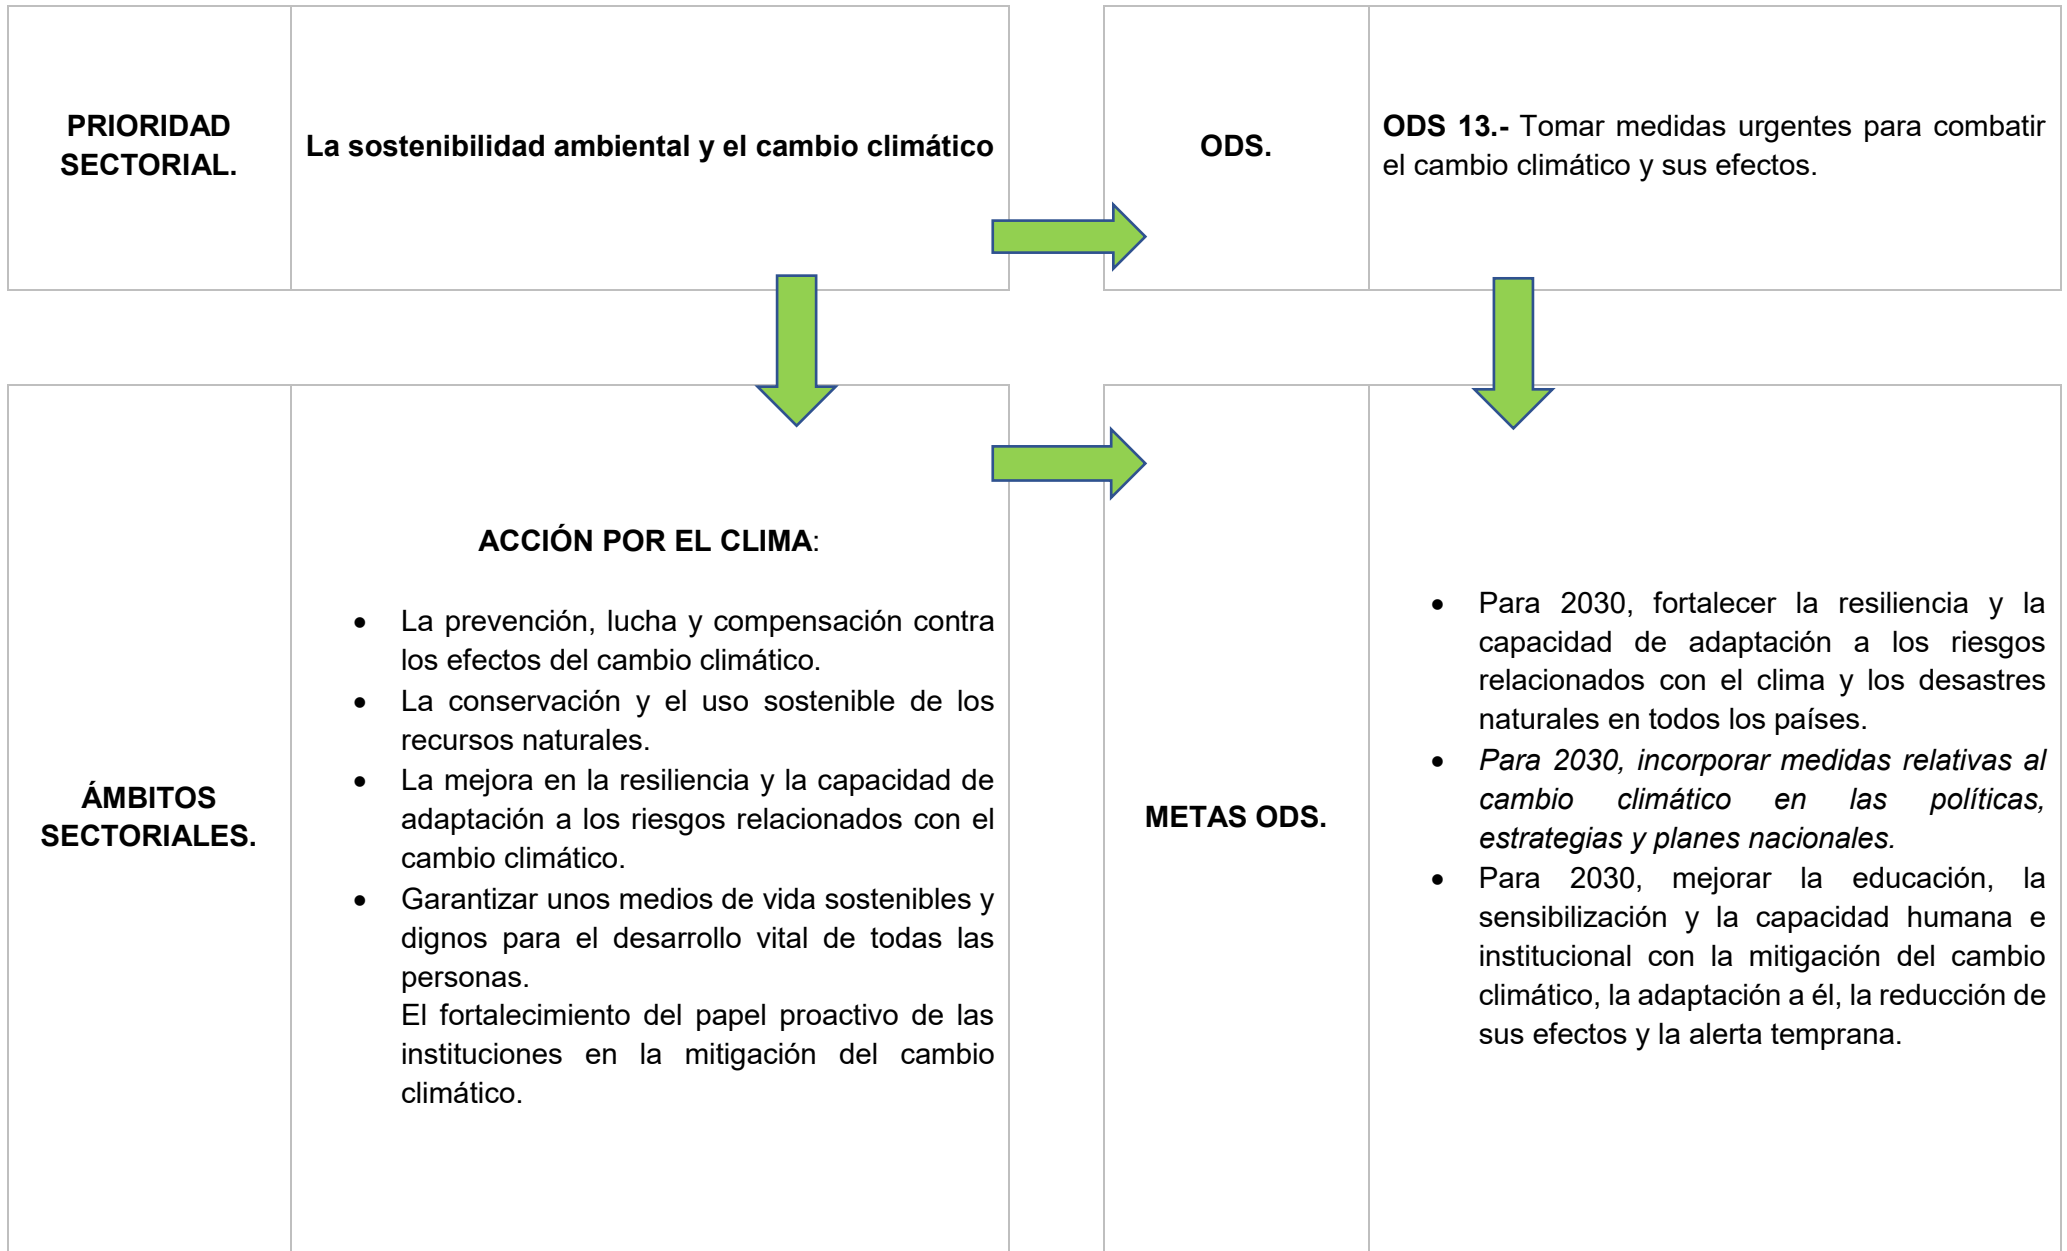 PRIORIDAD
SECTORIAL.
La sostenibilidad ambiental y el cambio climático
ODS.
ODS 13.- Tomar medidas urgentes para combatir
el cambio climático y sus efectos.
ÁMBITOS
SECTORIALES.
ACCIÓN POR EL CLIMA:
• La prevención, lucha y compensación contra
los efectos del cambio climático.
• La conservación y el uso sostenible de los
recursos naturales.
• La mejora en la resiliencia y la capacidad de
adaptación a los riesgos relacionados con el
cambio climático.
• Garantizar unos medios de vida sostenibles y
dignos para el desarrollo vital de todas las
personas.
El fortalecimiento del papel proactivo de las
instituciones en la mitigación del cambio
climático.
METAS ODS.
• Para 2030, fortalecer la resiliencia y la
capacidad de adaptación a los riesgos
relacionados con el clima y los desastres
naturales en todos los países.
• Para 2030, incorporar medidas relativas al
cambio climático en las políticas,
estrategias y planes nacionales.
• Para 2030, mejorar la educación, la
sensibilización y la capacidad humana e
institucional con la mitigación del cambio
climático, la adaptación a él, la reducción de
sus efectos y la alerta temprana.